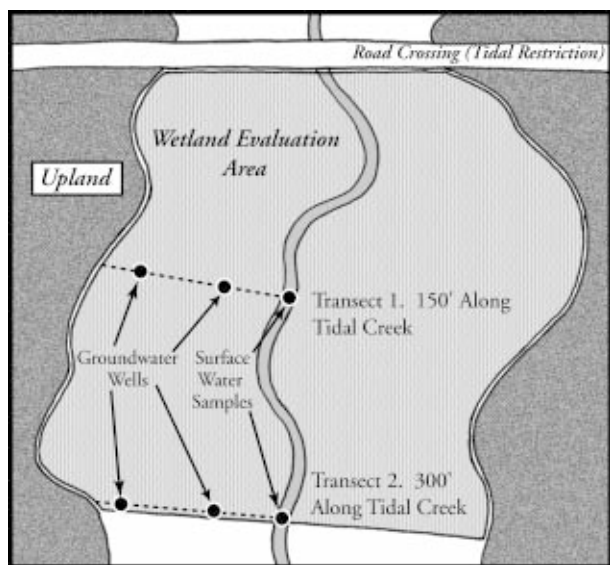 Road Crossing (Tidal Restriction)
Wetland Evaluation
Area
Upland
Transect 1. 150' Along
Tidal Creek
Groundwater
Wells
Surface
Water
Samples
Transect 2. 300'
Along Tidal Creek